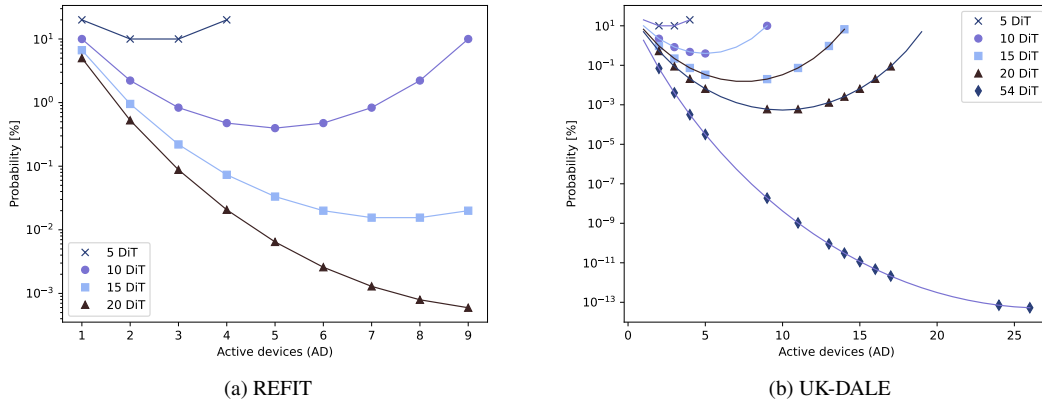 10¹
10⁰
10⁻¹
10⁻²
10⁻³
Probability [%]
5 DiT
10 DiT
15 DiT
20 DiT
1 2 3 4 5 6 7 8 9
Active devices (AD)
(a) REFIT
10¹
10⁻¹
10⁻³
10⁻⁵
10⁻⁷
10⁻⁹
10⁻¹¹
10⁻¹³
Probability [%]
5 DiT
10 DiT
15 DiT
20 DiT
54 DiT
0 5 10 15 20 25
Active devices (AD)
(b) UK-DALE